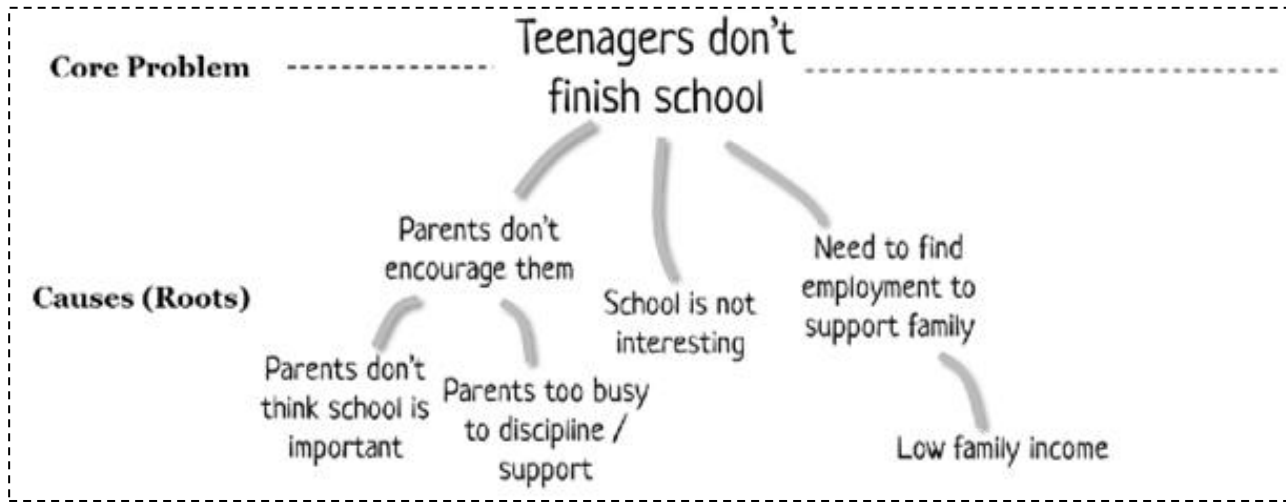 Core Problem
Teenagers don't
finish school
Causes (Roots)
Parents don't
encourage them
School is not
interesting
Need to find
employment to
support family
Parents don't
think school is
important
Parents too busy
to discipline /
support
Low family income